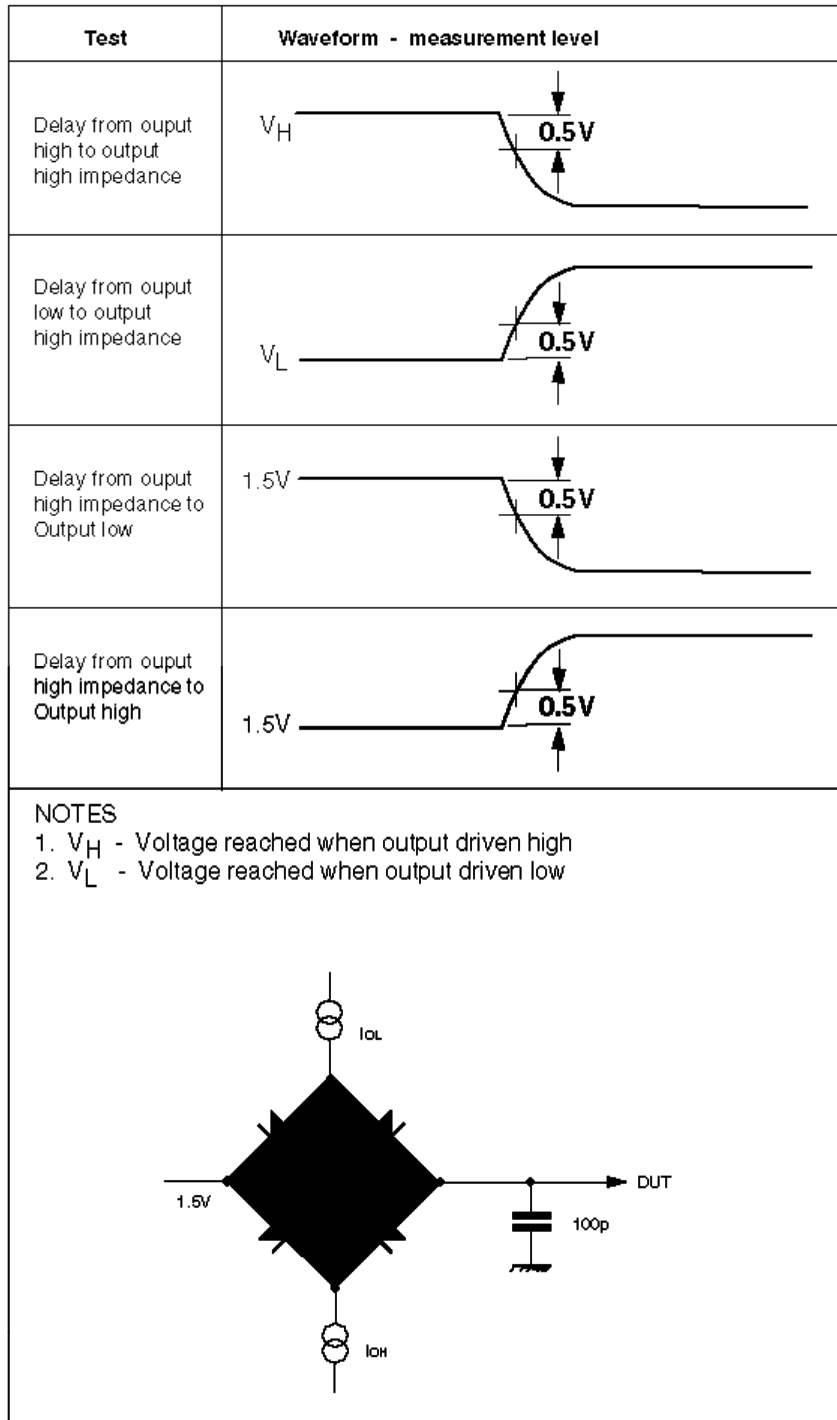 Test
Waveform - measurement level
Delay from ouput
high to output
high impedance
VH
0.5V
Delay from ouput
low to output
high impedance
VL
0.5V
Delay from ouput
high impedance to
Output low
1.5V
0.5V
Delay from ouput
high impedance to
Output high
1.5V
0.5V
NOTES
1. VH - Voltage reached when output driven high
2. VL - Voltage reached when output driven low
IOL
1.5V
DUT
100p
IOH